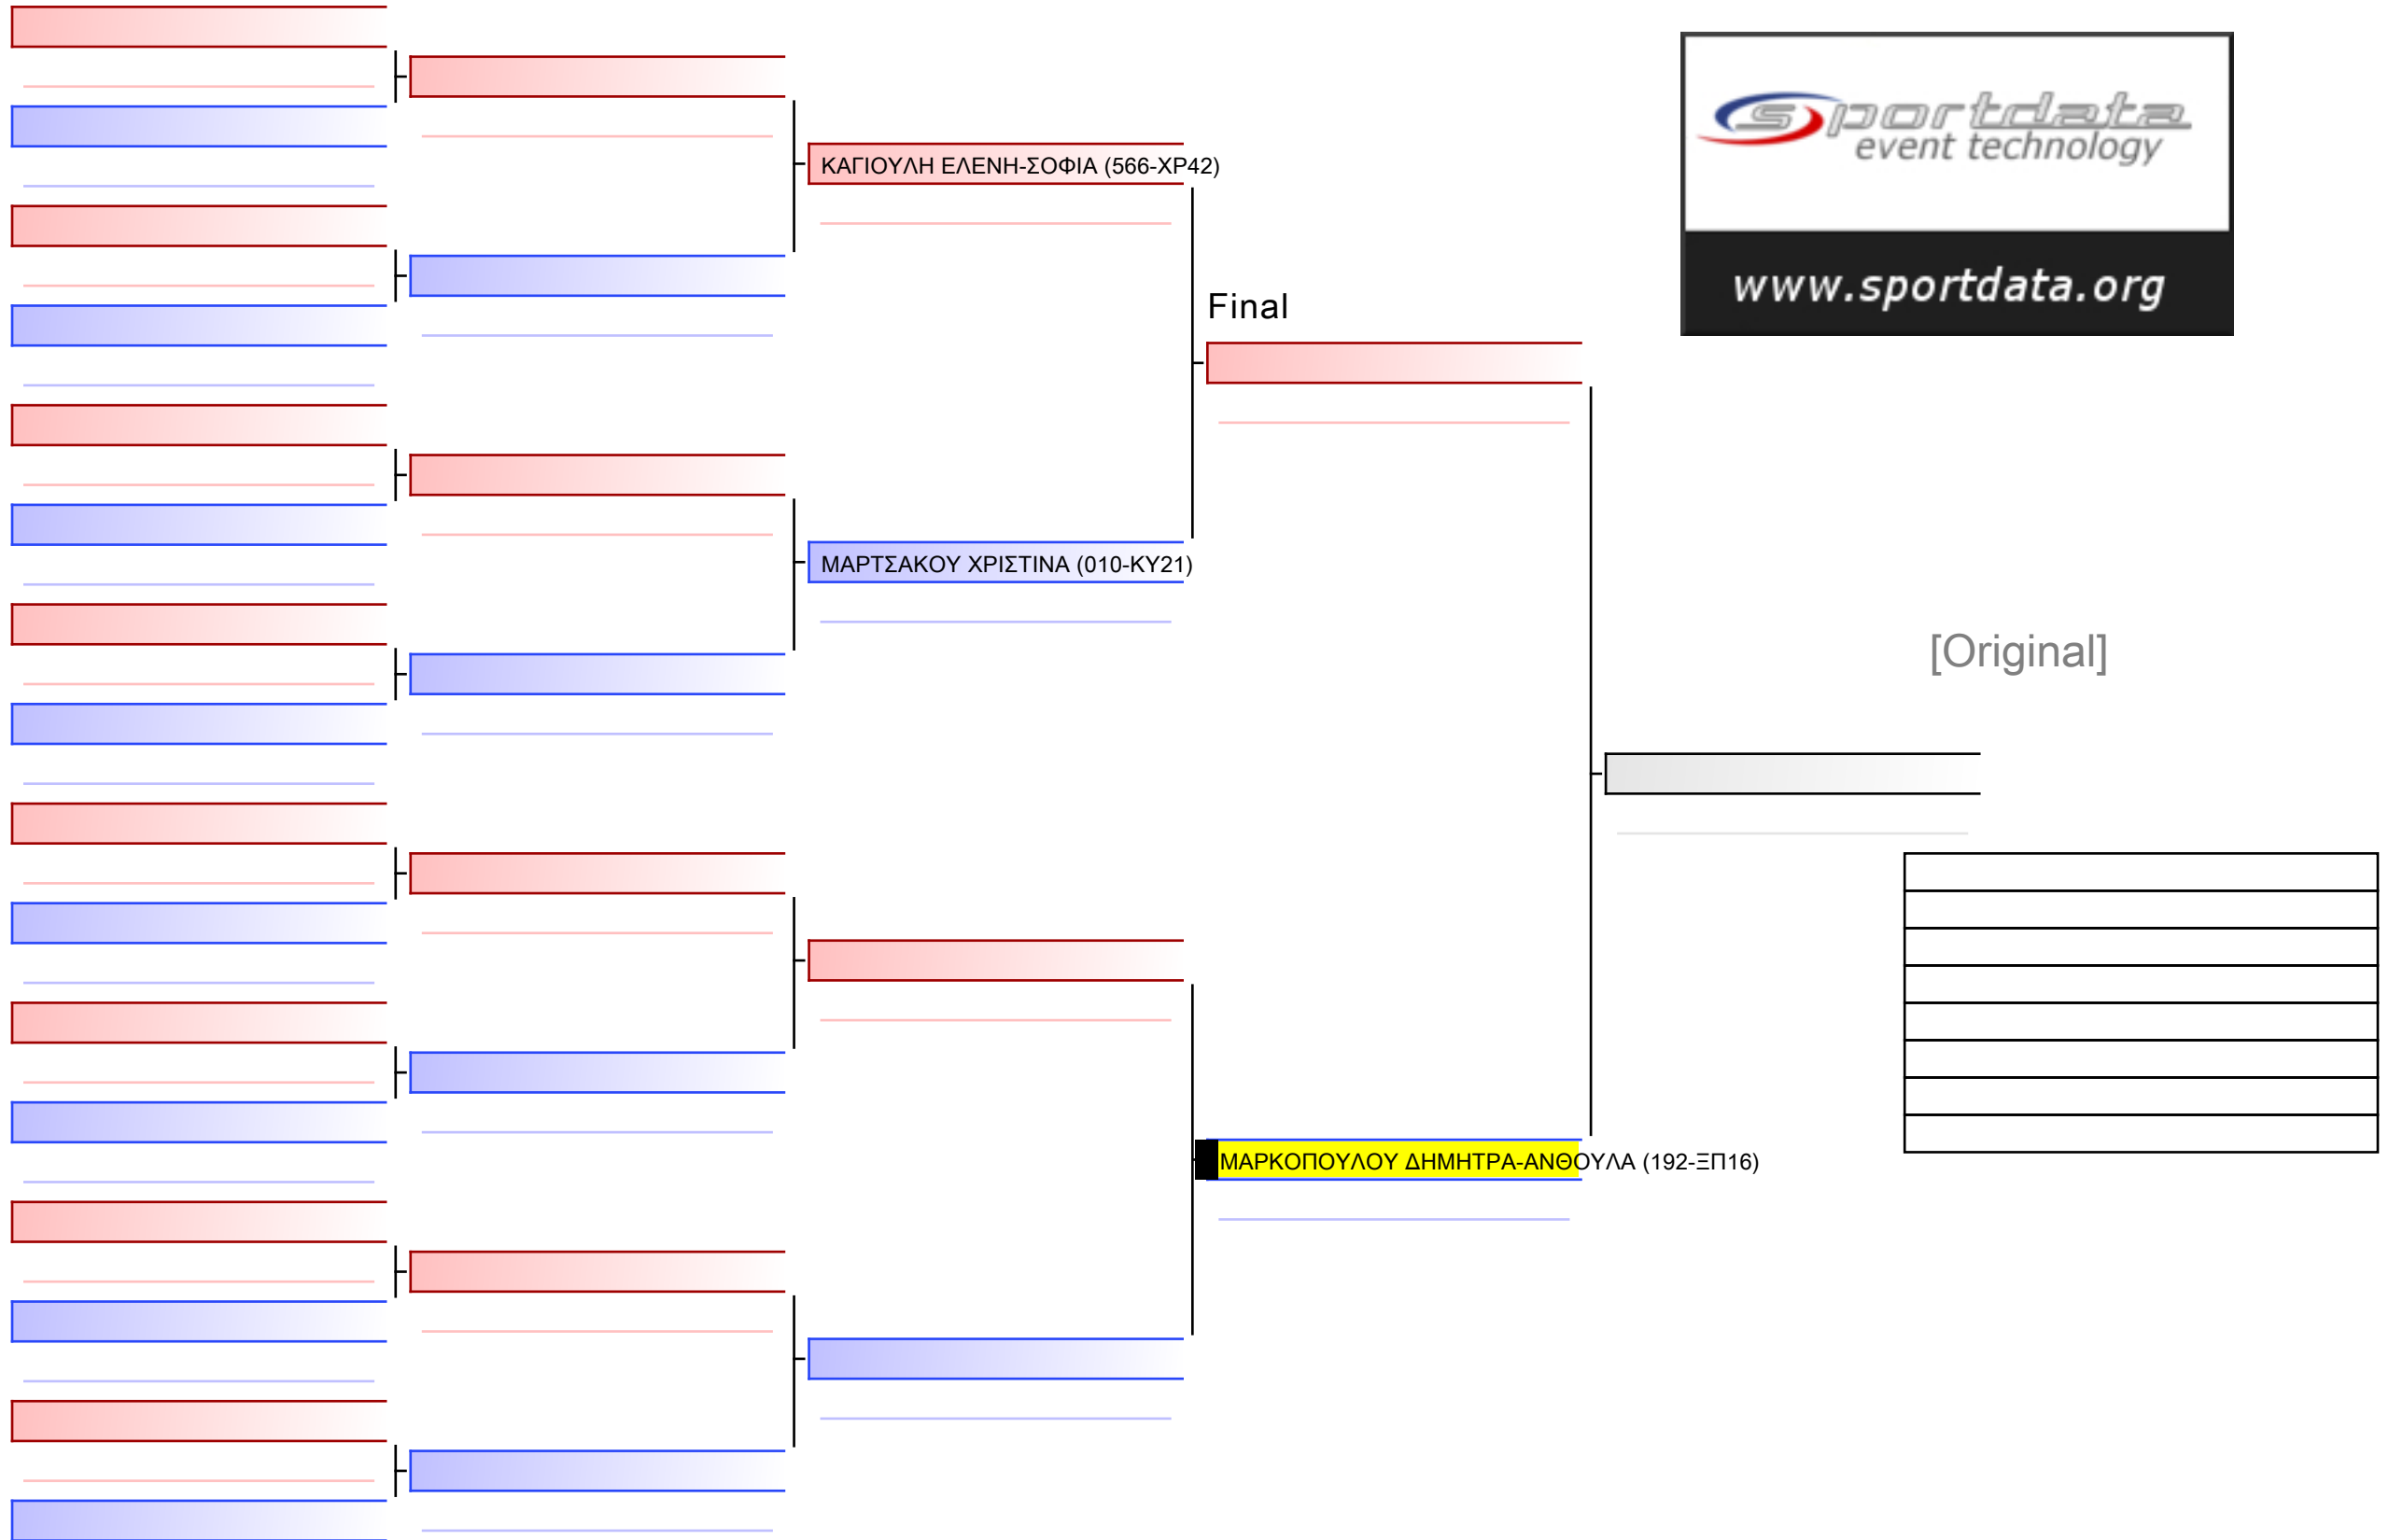 sportdata
event technology
www.sportdata.org
ΚΑΓΙΟΥΛΗ ΕΛΕΝΗ-ΣΟΦΙΑ (566-ΧΡ42)
Final
ΜΑΡΤΣΑΚΟΥ ΧΡΙΣΤΙΝΑ (010-ΚΥ21)
[Original]
ΜΑΡΚΟΠΟΥΛΟΥ ΔΗΜΗΤΡΑ-ΑΝΘΟΥΛΑ (192-ΞΠ16)